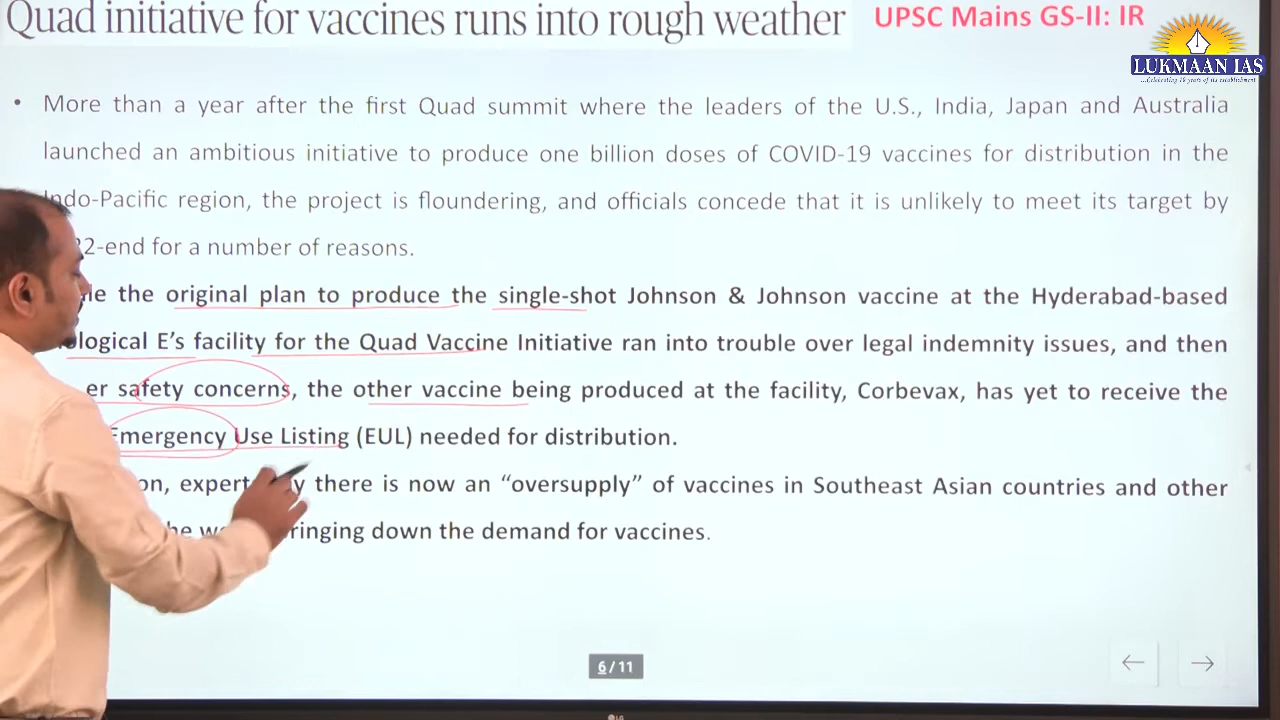 Quad initiative for vaccines runs into rough weather
UPSC Mains GS-II: IR
LUKMAAN IAS
...Celebrating 16 years of its establishment
• More than a year after the first Quad summit where the leaders of the U.S., India, Japan and Australia
launched an ambitious initiative to produce one billion doses of COVID-19 vaccines for distribution in the
Indo-Pacific region, the project is floundering, and officials concede that it is unlikely to meet its target by
2-end for a number of reasons.
the original plan to produce the single-shot Johnson & Johnson vaccine at the Hyderabad-based
ological E’s facility for the Quad Vaccine Initiative ran into trouble over legal indemnity issues, and then
er safety concerns, the other vaccine being produced at the facility, Corbevax, has yet to receive the
Emergency Use Listing (EUL) needed for distribution.
on, expert there is now an “oversupply” of vaccines in Southeast Asian countries and other
ringing down the demand for vaccines.
6/11
← →
LG